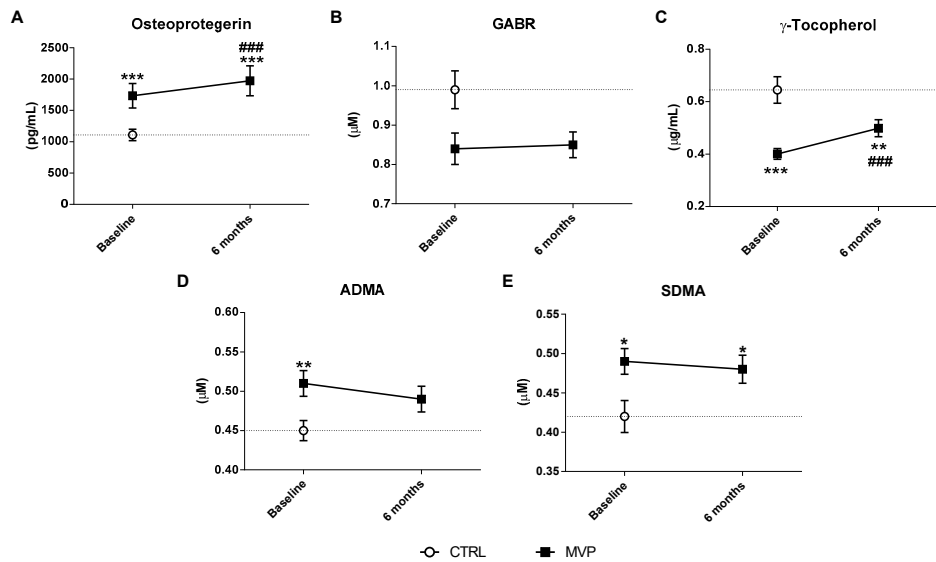 A
Osteoprotegerin
(pg/mL)
2500
2000
1500
1000
500
0
***
###
***
Baseline
6 months
B
GABR
(μM)
1.1
1.0
0.9
0.8
0.7
Baseline
6 months
C
γ-Tocopherol
(μg/mL)
0.8
0.6
0.4
0.2
***
**
###
Baseline
6 months
D
ADMA
(μM)
0.60
0.55
0.50
0.45
0.40
**
Baseline
6 months
E
SDMA
(μM)
0.55
0.50
0.45
0.40
0.35
*
*
Baseline
6 months
CTRL
MVP